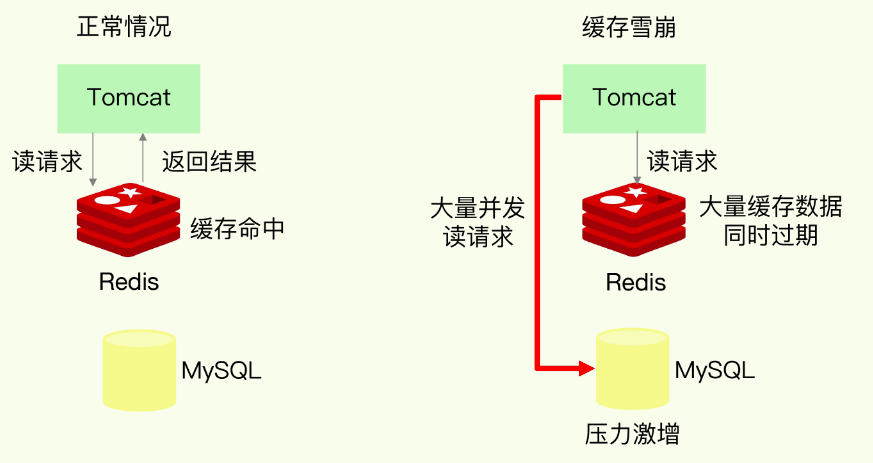 正常情况
Tomcat
读请求
返回结果
缓存命中
Redis
MySQL
缓存雪崩
Tomcat
读请求
大量并发
读请求
大量缓存数据
同时过期
Redis
MySQL
压力激增